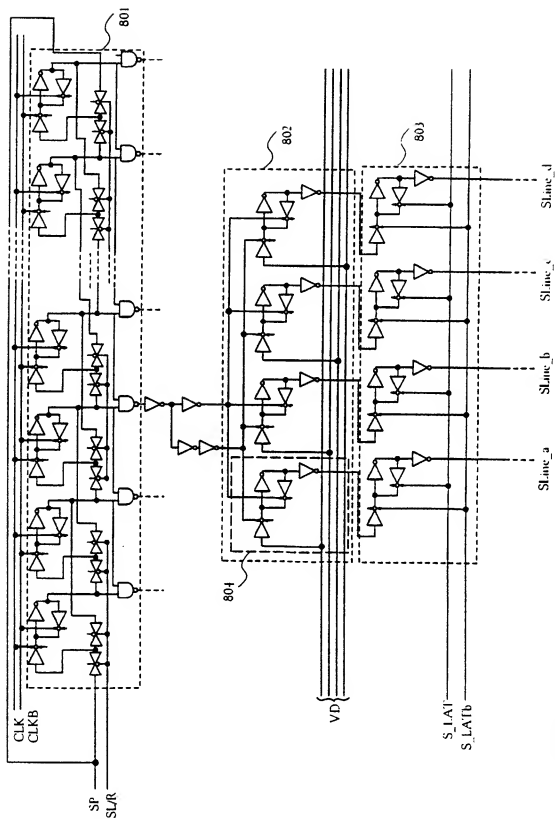 801
CLK
CLKB
SP
SL/R
802
804
VD
803
S_LAT
S_LATb
SLine_a
SLine_b
SLine_c
SLine_d